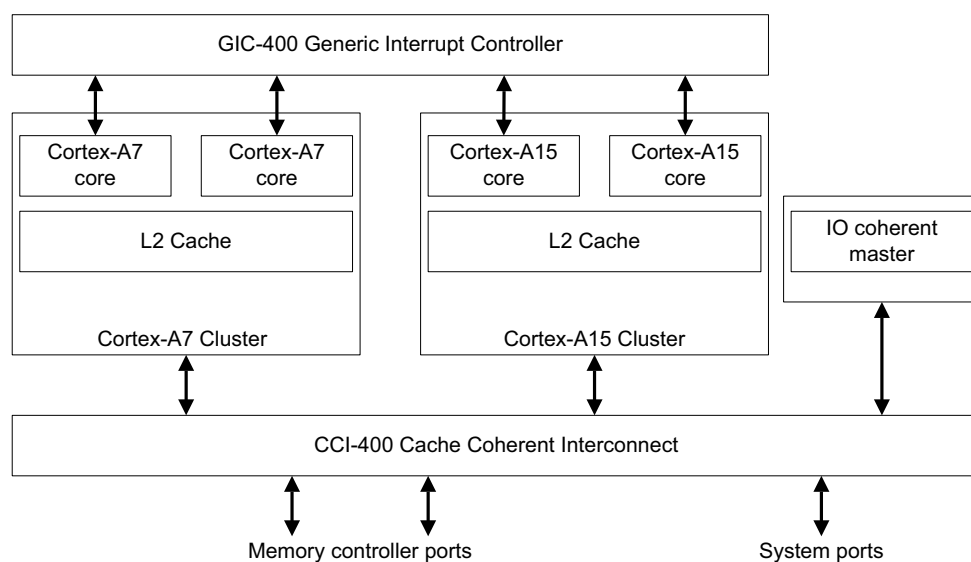 GIC-400 Generic Interrupt Controller
Cortex-A7
core
Cortex-A7
core
Cortex-A15
core
Cortex-A15
core
L2 Cache
L2 Cache
IO coherent
master
Cortex-A7 Cluster
Cortex-A15 Cluster
CCI-400 Cache Coherent Interconnect
Memory controller ports
System ports